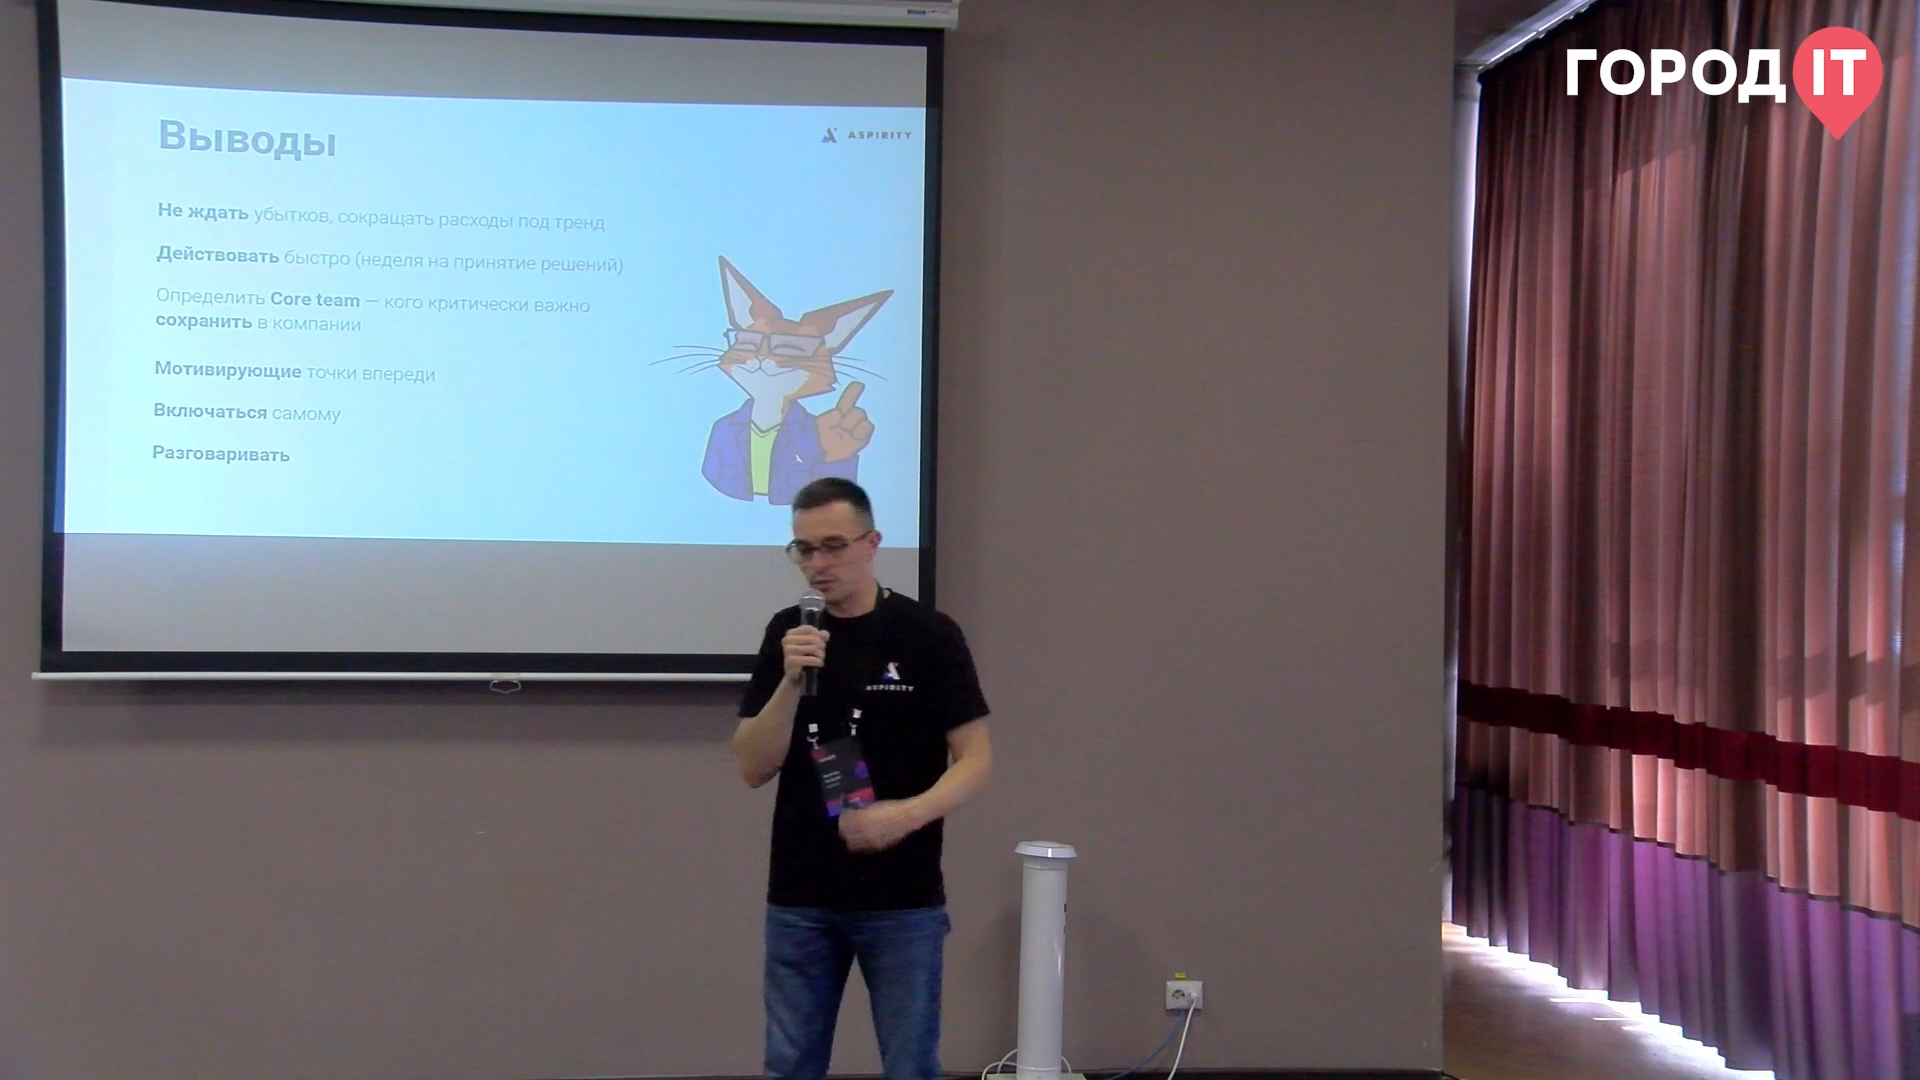 ГОРОД IT
Выводы
ASPIRITY
Не ждать убытков, сокращать расходы под тренд
Действовать быстро (неделя на принятие решений)
Определить Core team — кого критически важно
сохранить в компании
Мотивирующие точки впереди
Включаться самому
Разговаривать
ASPIRITY